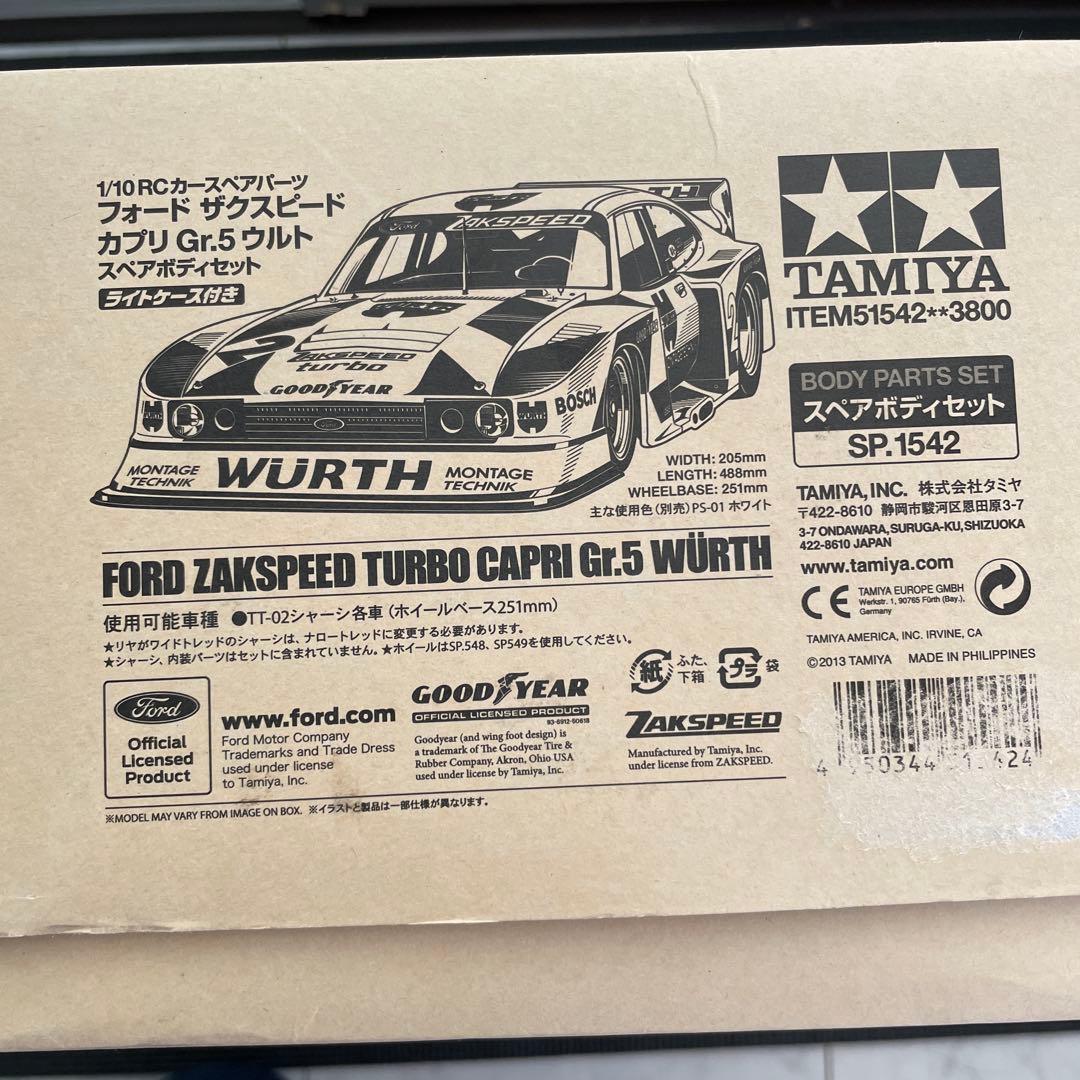 1/10 RCカースペアパーツ
フォード ザクスピード
カプリ Gr.5 ウルト
スペアボディセット
ライトケース付き
Ford
ZAKSPEED
2
ZAKSPEED
turbo
GOODYEAR
WÜRTH
Ford
WÜRTH
BOSCH
MONTAGE
TECHNIK
WÜRTH
MONTAGE
TECHNIK
WIDTH: 205mm
LENGTH: 488mm
WHEELBASE: 251mm
主な使用色(別売)PS-01 ホワイト
FORD ZAKSPEED TURBO CAPRI Gr.5 WÜRTH
使用可能車種 ●TT-02シャーシ各車(ホイールベース251mm)
★リヤがワイドトレッドのシャーシは、ナロートレッドに変更する必要があります。
★シャーシ、内装パーツはセットに含まれていません。★ホイールはSP.548、SP549を使用してください。
Ford
Official
Licensed
Product
www.ford.com
Ford Motor Company
Trademarks and Trade Dress
used under license
to Tamiya, Inc.
GOODYEAR
OFFICIAL LICENSED PRODUCT
93-6912-60618
Goodyear (and wing foot design) is
a trademark of The Goodyear Tire &
Rubber Company, Akron, Ohio USA
used under license by Tamiya, Inc.
紙
ふた、
下箱
プラ
袋
ZAKSPEED
Manufactured by Tamiya, Inc.
under license from ZAKSPEED.
※MODEL MAY VARY FROM IMAGE ON BOX. ※イラストと製品は一部仕様が異なります。
TAMIYA
ITEM51542**3800
BODY PARTS SET
スペアボディセット
SP.1542
TAMIYA, INC. 株式会社タミヤ
〒422-8610 静岡市駿河区恩田原3-7
3-7 ONDAWARA, SURUGA-KU, SHIZUOKA
422-8610 JAPAN
www.tamiya.com
CE
TAMIYA EUROPE GMBH
Werkstr. 1, 90765 Fürth (Bay.),
Germany
TAMIYA AMERICA, INC. IRVINE, CA
©2013 TAMIYA MADE IN PHILIPPINES
4 950344